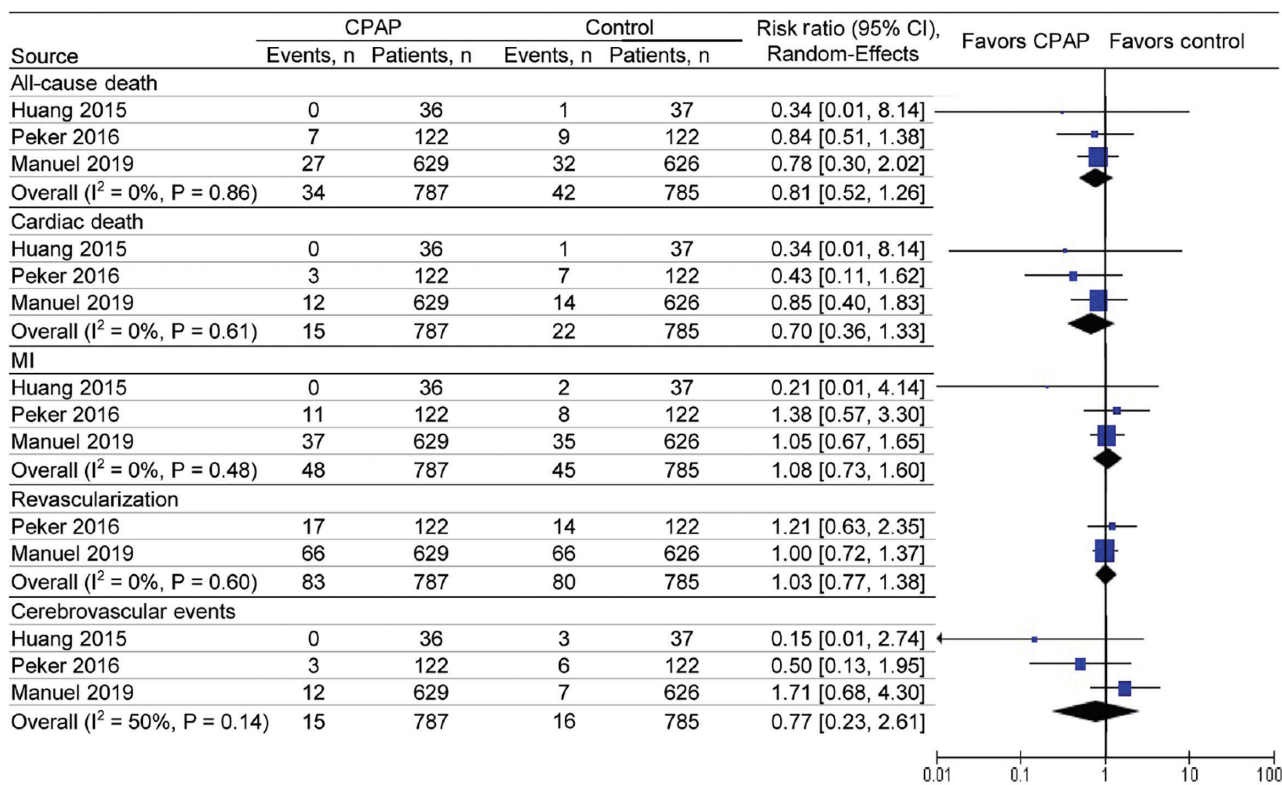 CPAP Control Risk ratio (95% CI), Favors CPAP Favors control
Source Events, n Patients, n Events, n Patients, n Random-Effects
All-cause death
Huang 2015 0 36 1 37 0.34 [0.01, 8.14]
Peker 2016 7 122 9 122 0.84 [0.51, 1.38]
Manuel 2019 27 629 32 626 0.78 [0.30, 2.02]
Overall (I² = 0%, P = 0.86) 34 787 42 785 0.81 [0.52, 1.26]
Cardiac death
Huang 2015 0 36 1 37 0.34 [0.01, 8.14]
Peker 2016 3 122 7 122 0.43 [0.11, 1.62]
Manuel 2019 12 629 14 626 0.85 [0.40, 1.83]
Overall (I² = 0%, P = 0.61) 15 787 22 785 0.70 [0.36, 1.33]
MI
Huang 2015 0 36 2 37 0.21 [0.01, 4.14]
Peker 2016 11 122 8 122 1.38 [0.57, 3.30]
Manuel 2019 37 629 35 626 1.05 [0.67, 1.65]
Overall (I² = 0%, P = 0.48) 48 787 45 785 1.08 [0.73, 1.60]
Revascularization
Peker 2016 17 122 14 122 1.21 [0.63, 2.35]
Manuel 2019 66 629 66 626 1.00 [0.72, 1.37]
Overall (I² = 0%, P = 0.60) 83 787 80 785 1.03 [0.77, 1.38]
Cerebrovascular events
Huang 2015 0 36 3 37 0.15 [0.01, 2.74]
Peker 2016 3 122 6 122 0.50 [0.13, 1.95]
Manuel 2019 12 629 7 626 1.71 [0.68, 4.30]
Overall (I² = 50%, P = 0.14) 15 787 16 785 0.77 [0.23, 2.61]
0.01 0.1 1 10 100